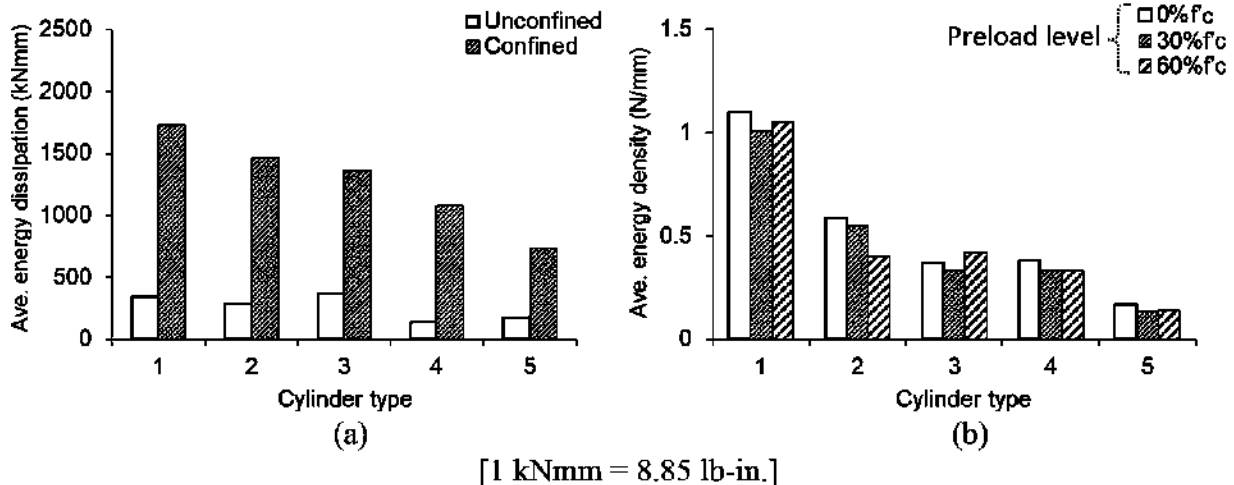 Unconfined
Confined
2500
2000
1500
1000
500
0
Ave. energy dissipation (kNmm)
1 2 3 4 5
Cylinder type
(a)
Preload level
0%f'c
30%f'c
60%f'c
1.5
1
0.5
0
Ave. energy density (N/mm)
1 2 3 4 5
Cylinder type
(b)
[1 kNmm = 8.85 lb-in.]